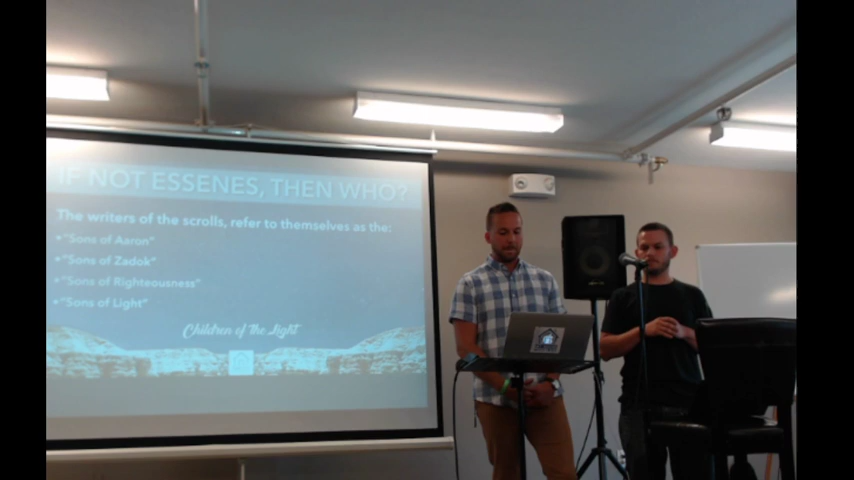 IF NOT ESSENES, THEN WHO?
The writers of the scrolls, refer to themselves as the:
•"Sons of Aaron"
•"Sons of Zadok"
•"Sons of Righteousness"
•"Sons of Light"
Children of the Light